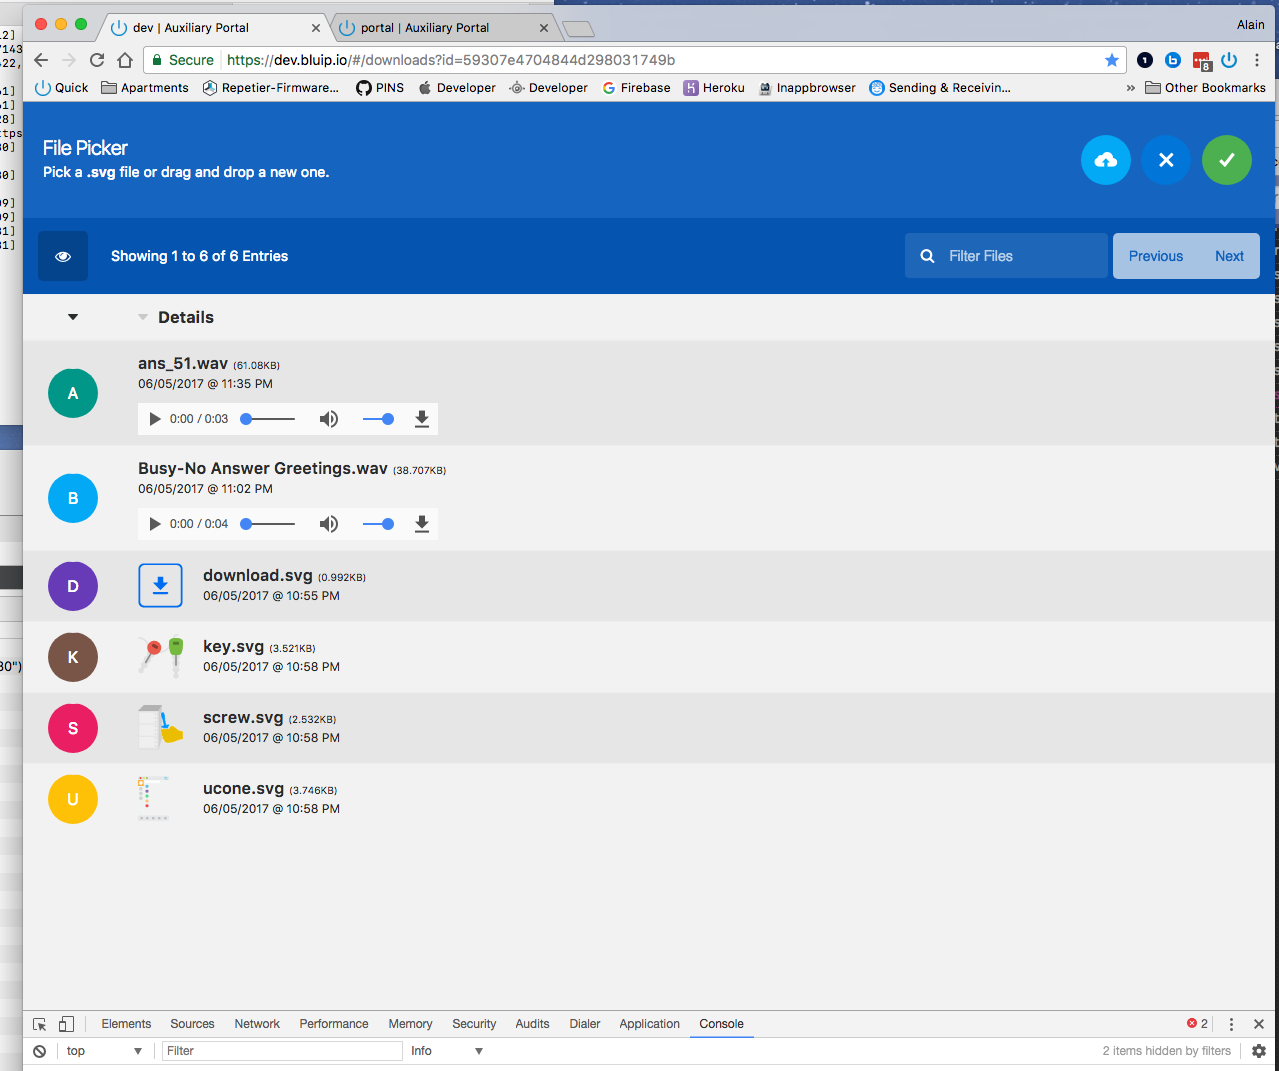 dev | Auxiliary Portal
portal | Auxiliary Portal
Alain
Secure https://dev.bluip.io/#/downloads?id=59307e4704844d298031749b
1
b
8
Quick Apartments Repetier-Firmware... PINS Developer Developer Firebase Heroku Inappbrowser Sending & Receivin... » Other Bookmarks
File Picker
Pick a .svg file or drag and drop a new one.
Showing 1 to 6 of 6 Entries
Filter Files
Previous Next
Details
A
ans_51.wav (61.08KB)
06/05/2017 @ 11:35 PM
0:00 / 0:03
B
Busy-No Answer Greetings.wav (38.707KB)
06/05/2017 @ 11:02 PM
0:00 / 0:04
D
download.svg (0.992KB)
06/05/2017 @ 10:55 PM
K
key.svg (3.521KB)
06/05/2017 @ 10:58 PM
S
screw.svg (2.532KB)
06/05/2017 @ 10:58 PM
U
ucone.svg (3.746KB)
06/05/2017 @ 10:58 PM
Elements Sources Network Performance Memory Security Audits Dialer Application Console
2
top
Filter
Info
2 items hidden by filters